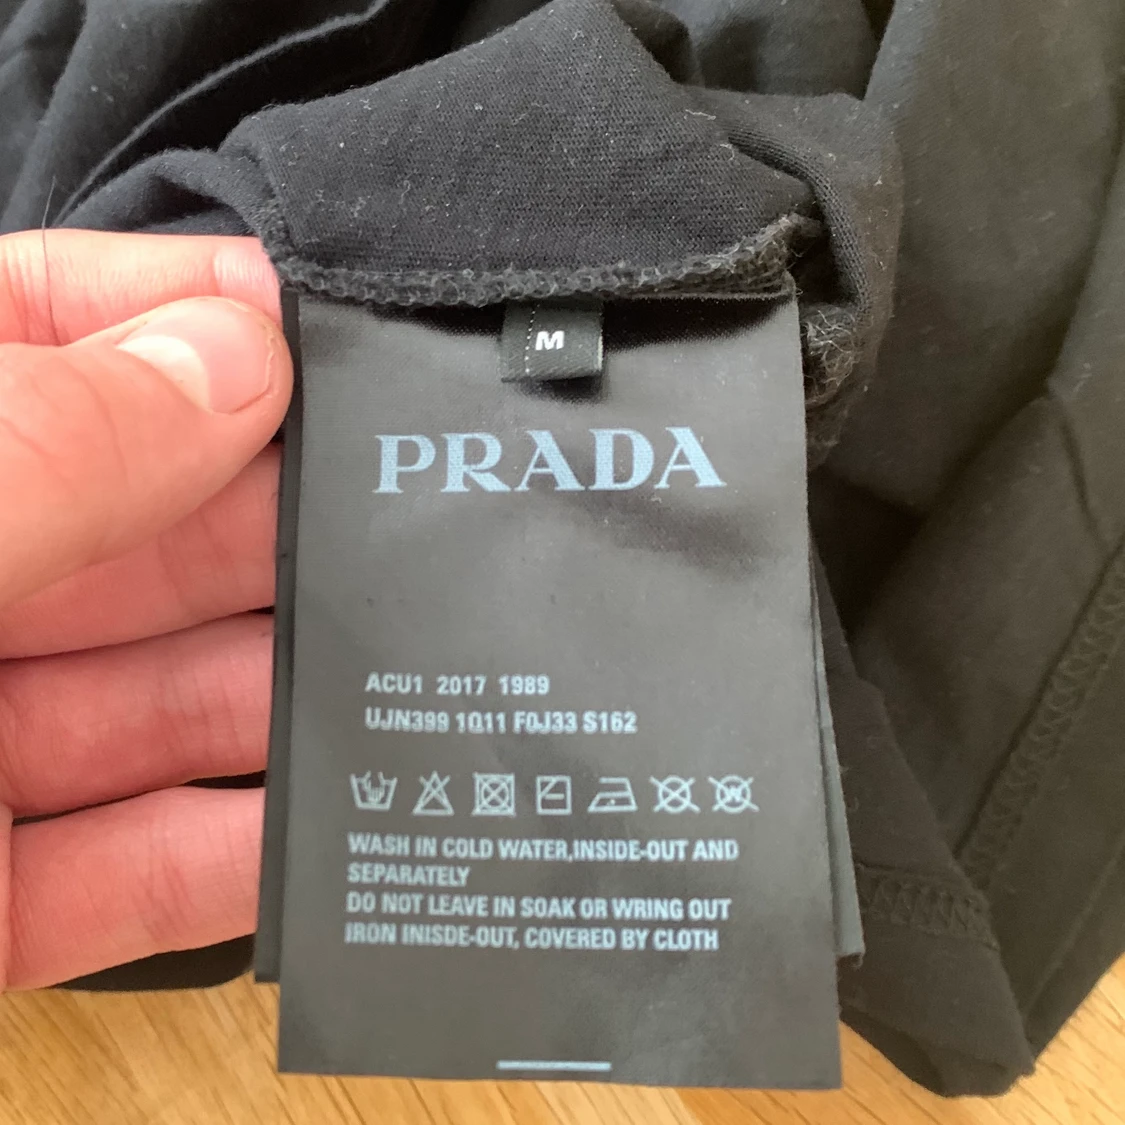 M
PRADA
ACU1 2017 1989
UJN399 1011 F0J33 S162
WASH IN COLD WATER,INSIDE-OUT AND
SEPARATELY
DO NOT LEAVE IN SOAK OR WRING OUT
IRON INISDE-OUT, COVERED BY CLOTH